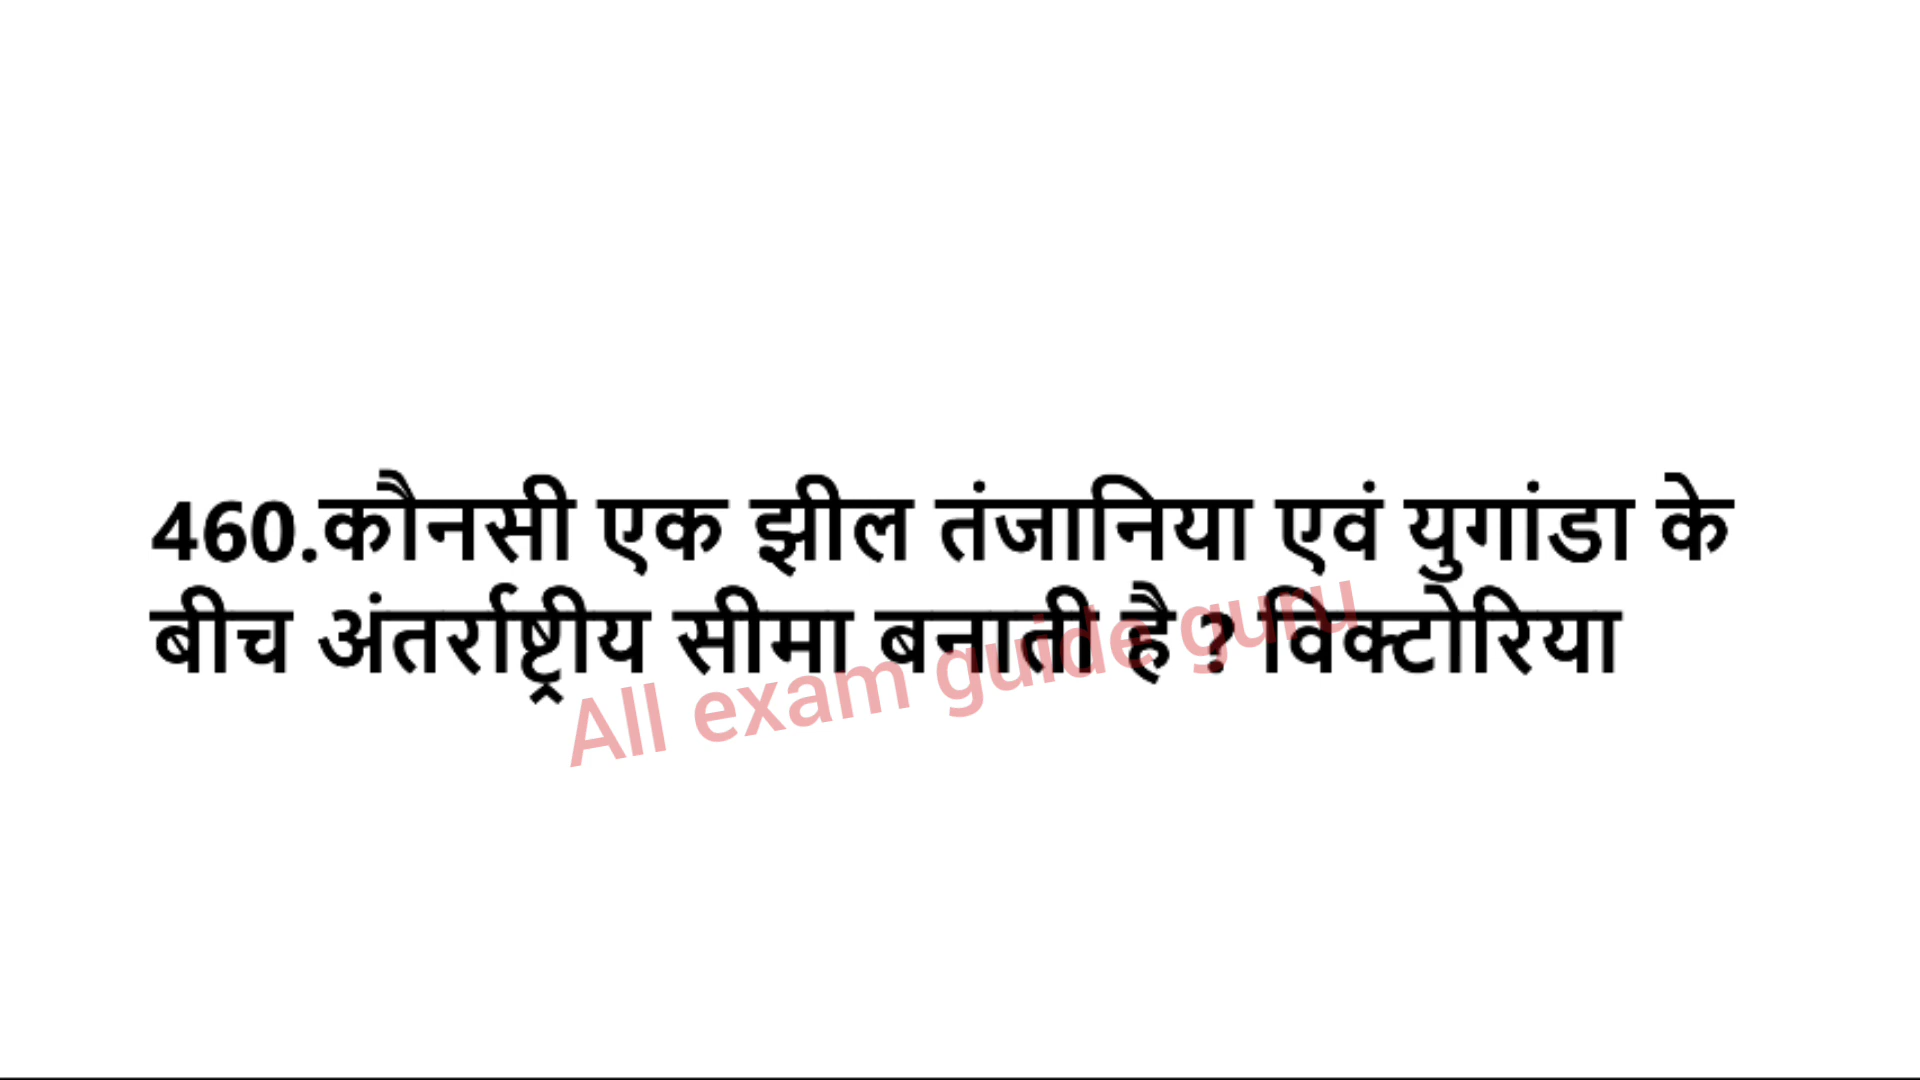 460.कौनसी एक झील तंजानिया एवं युगांडा के
बीच अंतर्राष्ट्रीय सीमा बनाती है ? विक्टोरिया
All exam guide guru